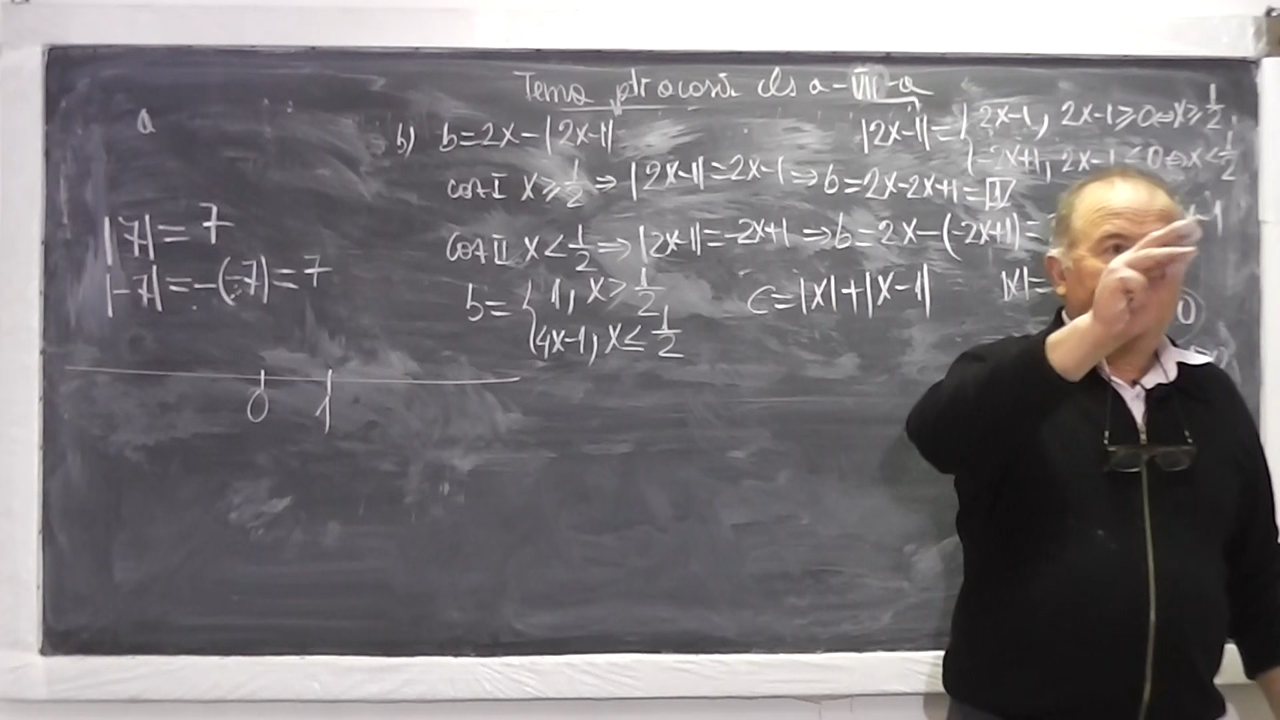 Tema ptr acasă cls a-VII-a
a
|7|=7
|-7|=-(-7)=7
0 1
b) b=2x-|2x-1|
caz I x≥1/2 ⇒ |2x-1|=2x-1 ⇒ b=2x-2x+1=1
caz II x<1/2 ⇒ |2x-1|=-2x+1 ⇒ b=2x-(-2x+1)=
b={1, x>1/2
4x-1, x≤1/2
c=|x|+|x-1|
|2x-1|={2x-1, 2x-1≥0 ⇔ x≥1/2
-2x+1, 2x-1<0 ⇔ x<1/2
|x|=